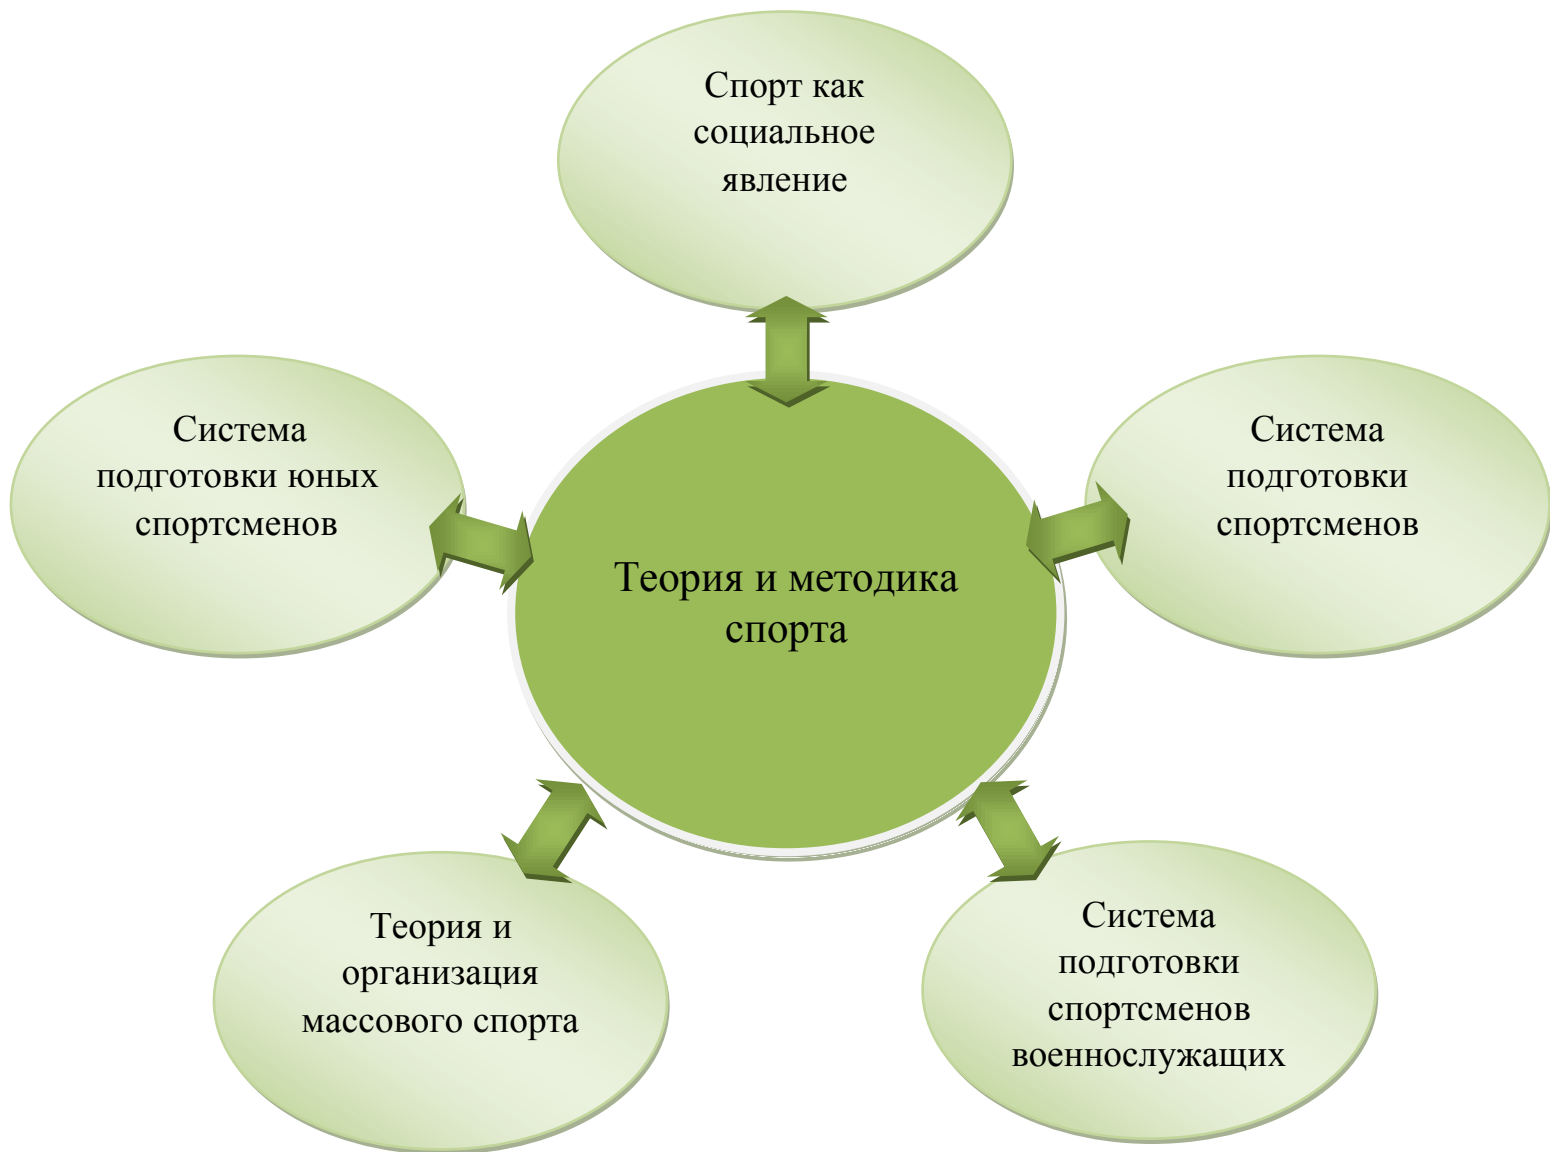 Спорт как
социальное
явление
Система
подготовки юных
спортсменов
Система
подготовки
спортсменов
Теория и методика
спорта
Теория и
организация
массового спорта
Система
подготовки
спортсменов
военнослужащих